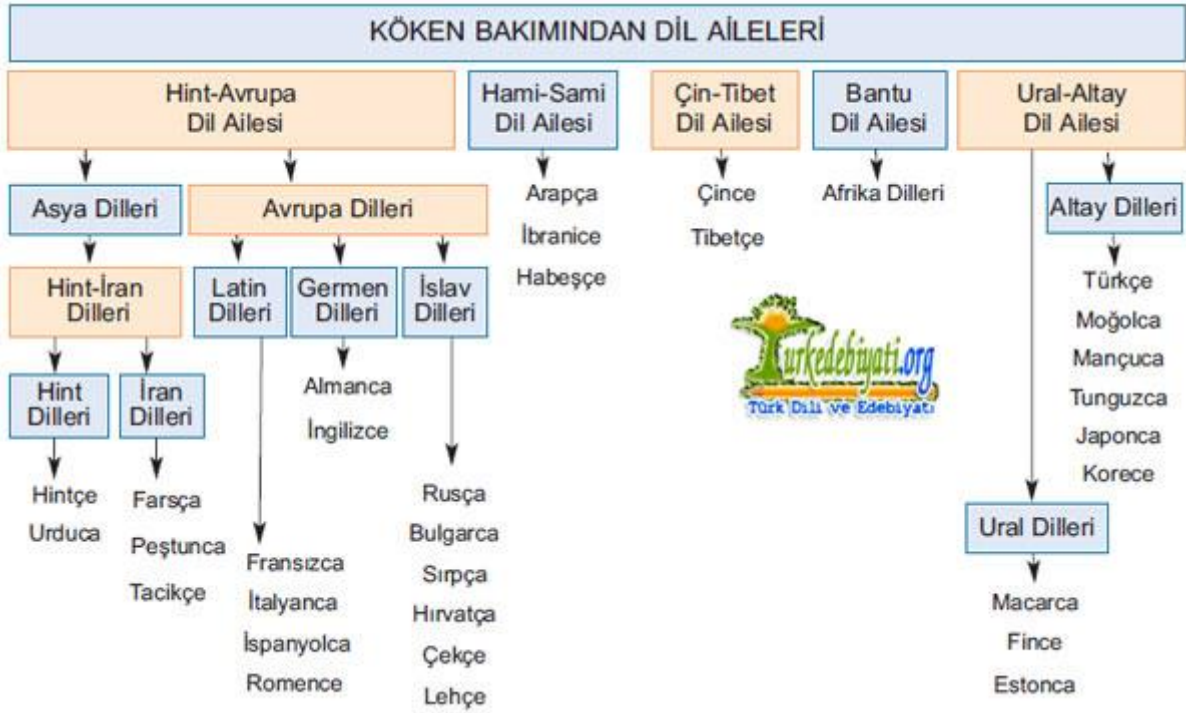 KÖKEN BAKIMINDAN DİL AİLELERİ
Hint-Avrupa
Dil Ailesi
Hami-Sami
Dil Ailesi
Çin-Tibet
Dil Ailesi
Bantu
Dil Ailesi
Ural-Altay
Dil Ailesi
Asya Dilleri
Avrupa Dilleri
Arapça
İbranice
Habeşçe
Çince
Tibetçe
Afrika Dilleri
Altay Dilleri
Hint-İran
Dilleri
Latin
Dilleri
Germen
Dilleri
İslav
Dilleri
Türkçe
Moğolca
Mançuca
Tunguzca
Japonca
Korece
Hint
Dilleri
İran
Dilleri
Almanca
İngilizce
Turkedebiyati.org
Türk Dili ve Edebiyatı
Hintçe
Urduca
Farsça
Peştunca
Tacikçe
Fransızca
İtalyanca
İspanyolca
Romence
Rusça
Bulgarca
Sırpça
Hırvatça
Çekçe
Lehçe
Ural Dilleri
Macarca
Fince
Estonca